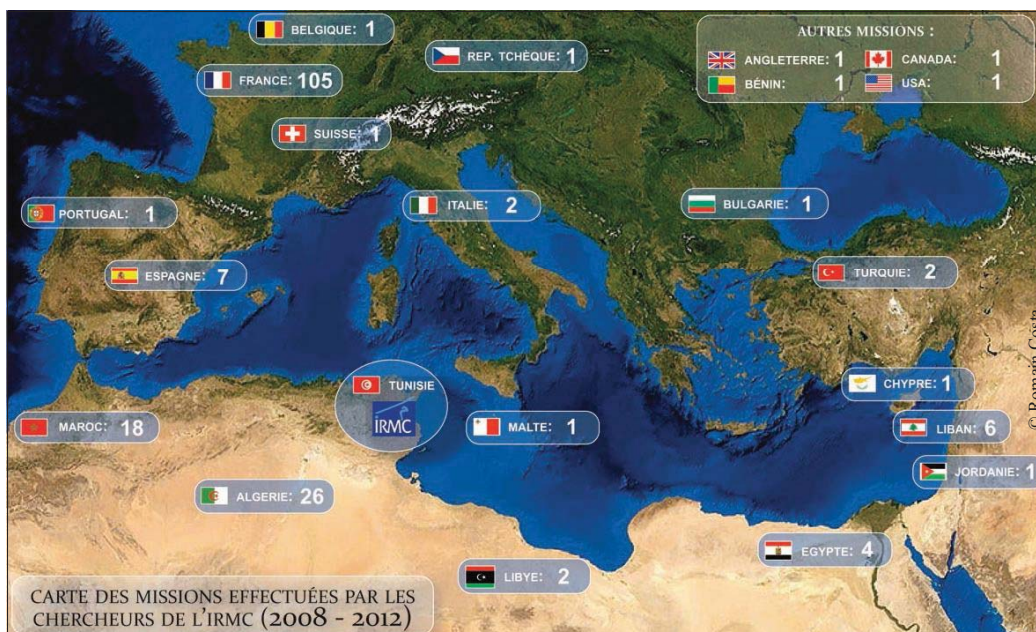 BELGIQUE: 1
REP. TCHÈQUE: 1
FRANCE: 105
SUISSE: 1
AUTRES MISSIONS :
ANGLETERRE: 1 CANADA: 1
BÉNIN: 1 USA: 1
PORTUGAL: 1
ITALIE: 2
BULGARIE: 1
ESPAGNE: 7
TURQUIE: 2
TUNISIE
IRMC
CHYPRE: 1
MAROC: 18
MALTE: 1
LIBAN: 6
JORDANIE: 1
ALGERIE: 26
EGYPTE: 4
LIBYE: 2
CARTE DES MISSIONS EFFECTUÉES PAR LES
CHERCHEURS DE L'IRMC (2008 - 2012)